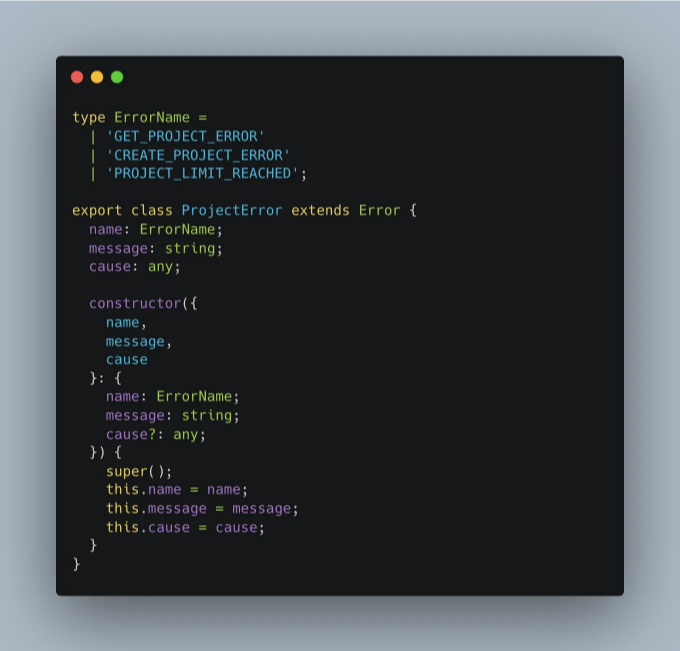 type ErrorName =
  | 'GET_PROJECT_ERROR'
  | 'CREATE_PROJECT_ERROR'
  | 'PROJECT_LIMIT_REACHED';

export class ProjectError extends Error {
  name: ErrorName;
  message: string;
  cause: any;

  constructor({
    name,
    message,
    cause
  }: {
    name: ErrorName;
    message: string;
    cause?: any;
  }) {
    super();
    this.name = name;
    this.message = message;
    this.cause = cause;
  }
}